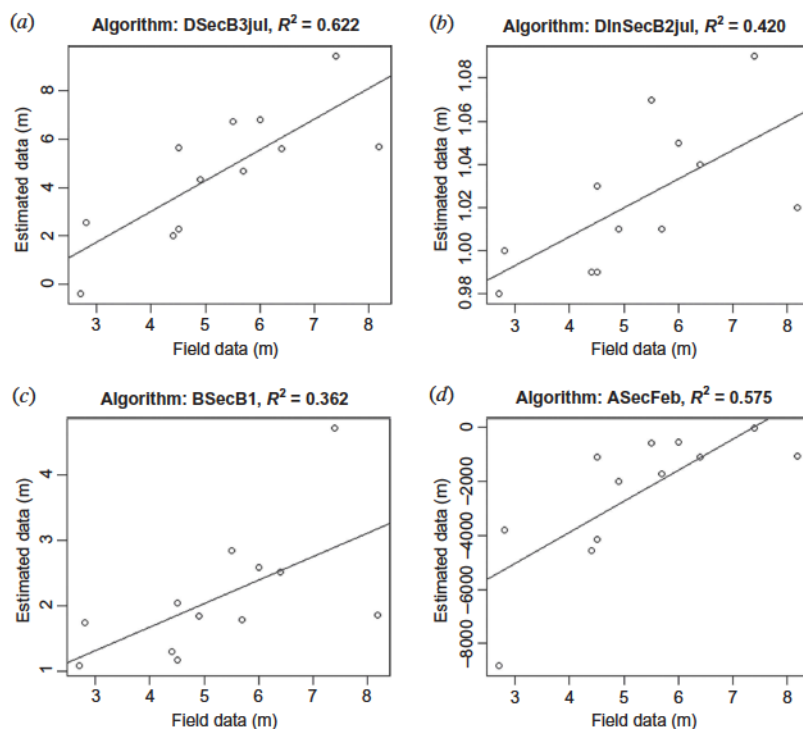 (a) Algorithm: DSecB3jul, R² = 0.622
Estimated data (m)
8
6
4
2
0
3 4 5 6 7 8
Field data (m)
(b) Algorithm: DlnSecB2jul, R² = 0.420
Estimated data (m)
1.08
1.06
1.04
1.02
1.00
0.98
3 4 5 6 7 8
Field data (m)
(c) Algorithm: BSecB1, R² = 0.362
Estimated data (m)
4
3
2
1
3 4 5 6 7 8
Field data (m)
(d) Algorithm: ASecFeb, R² = 0.575
Estimated data (m)
0
−2000
−4000
−6000
−8000
3 4 5 6 7 8
Field data (m)